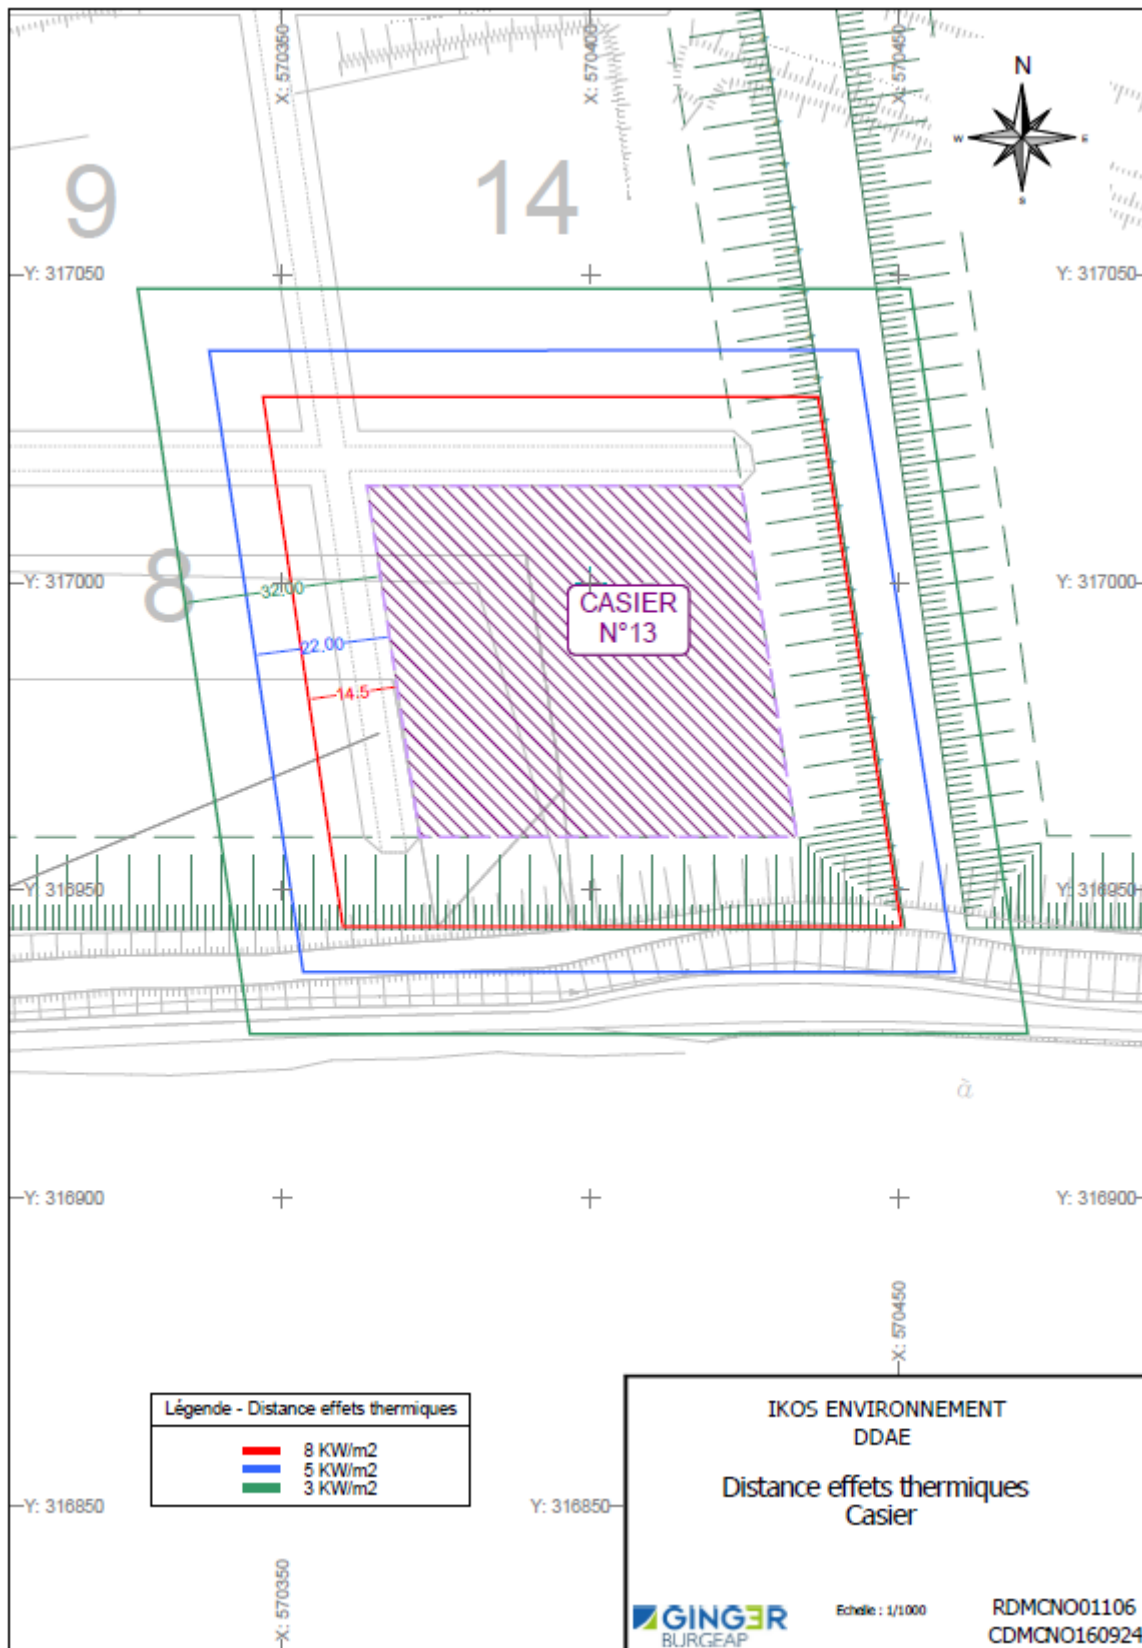 X: 570350
X: 570400
X: 570450
N
W
E
S
9
14
Y: 317050
Y: 317050
8
Y: 317000
Y: 317000
32.00
22.00
14.5
CASIER
N°13
Y: 316950
Y: 316950
à
Y: 316900
Y: 316900
X: 570450
Légende - Distance effets thermiques
8 KW/m2
5 KW/m2
3 KW/m2
Y: 316850
Y: 316850
X: 570350
IKOS ENVIRONNEMENT
DDAE
Distance effets thermiques
Casier
GINGER
BURGEAP
Echelle : 1/1000
RDMCNO01106
CDMCNO160924